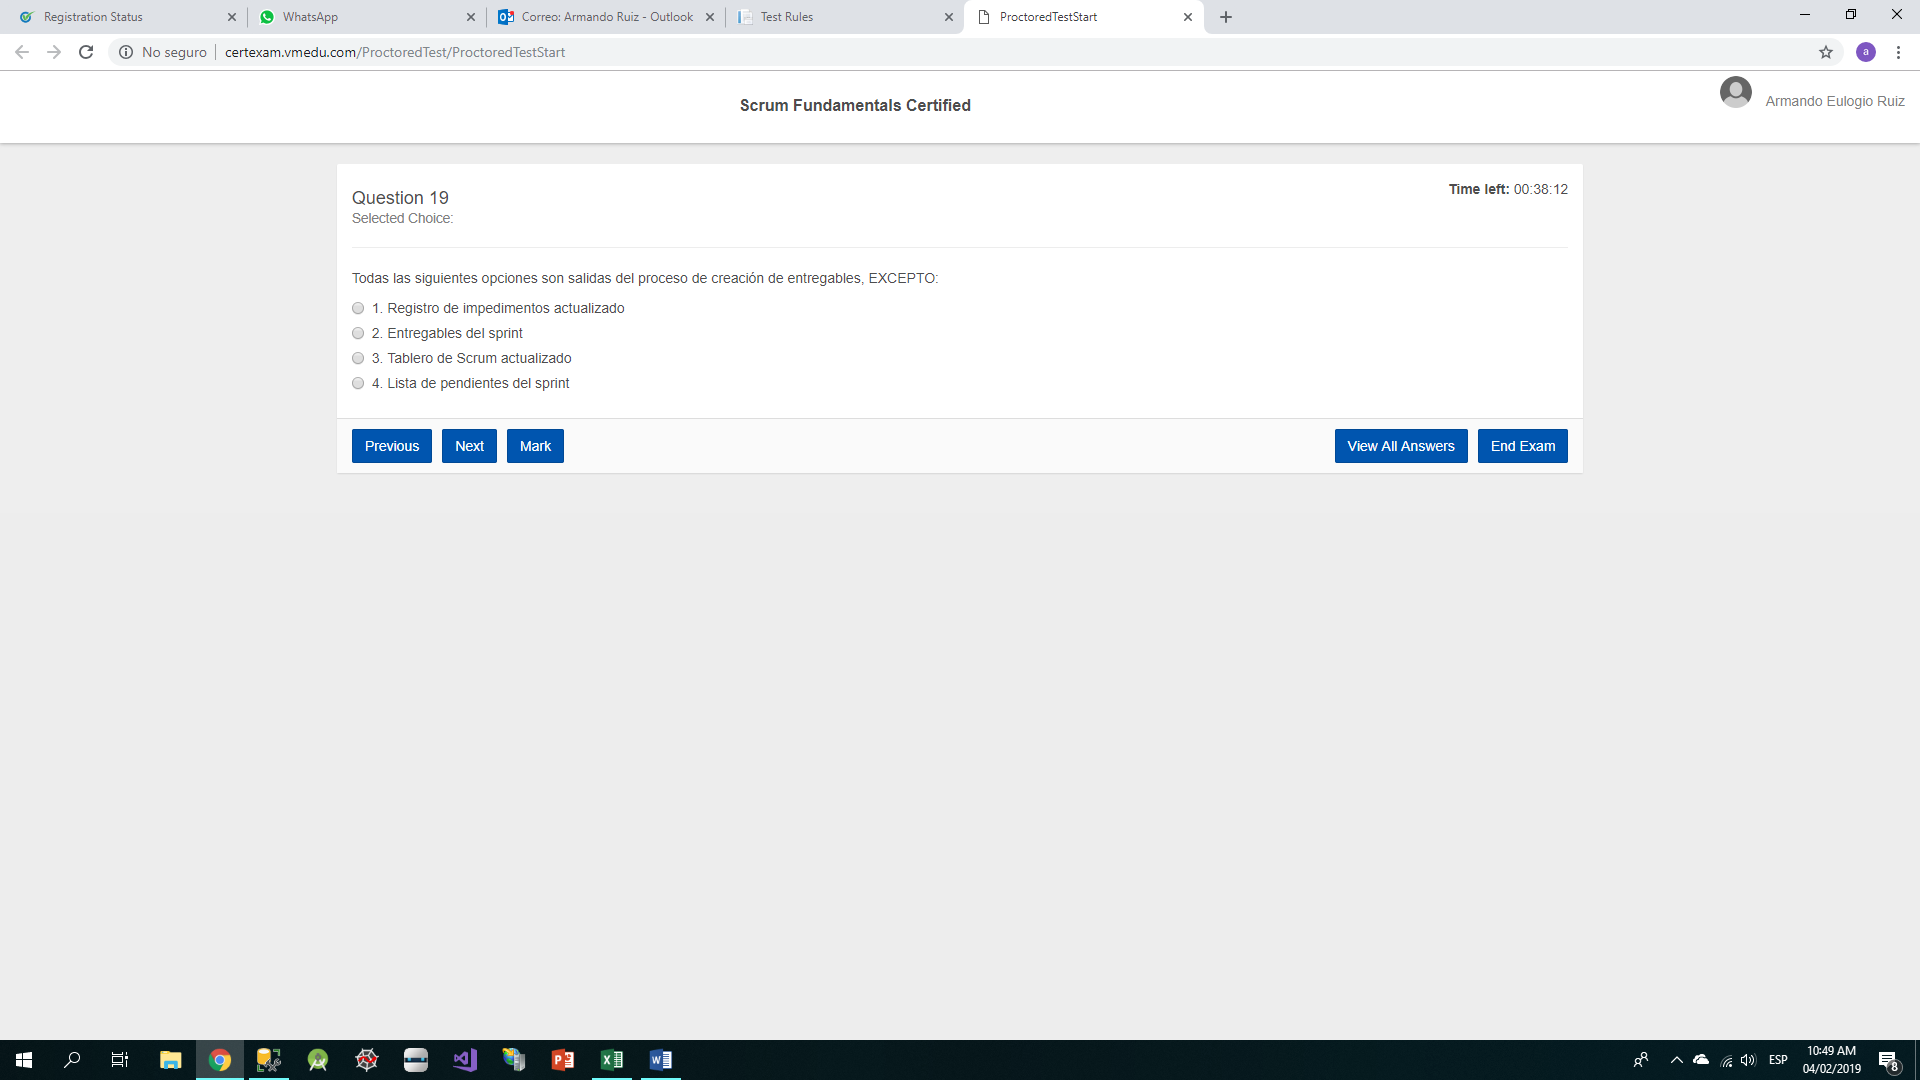 Registration Status
WhatsApp
Correo: Armando Ruiz - Outlook
Test Rules
ProctoredTestStart
No seguro
certexam.vmedu.com/ProctoredTest/ProctoredTestStart
a
Scrum Fundamentals Certified
Armando Eulogio Ruiz
Question 19
Time left: 00:38:12
Selected Choice:
Todas las siguientes opciones son salidas del proceso de creación de entregables, EXCEPTO:
1. Registro de impedimentos actualizado
2. Entregables del sprint
3. Tablero de Scrum actualizado
4. Lista de pendientes del sprint
Previous
Next
Mark
View All Answers
End Exam
ESP
10:49 AM
04/02/2019
8